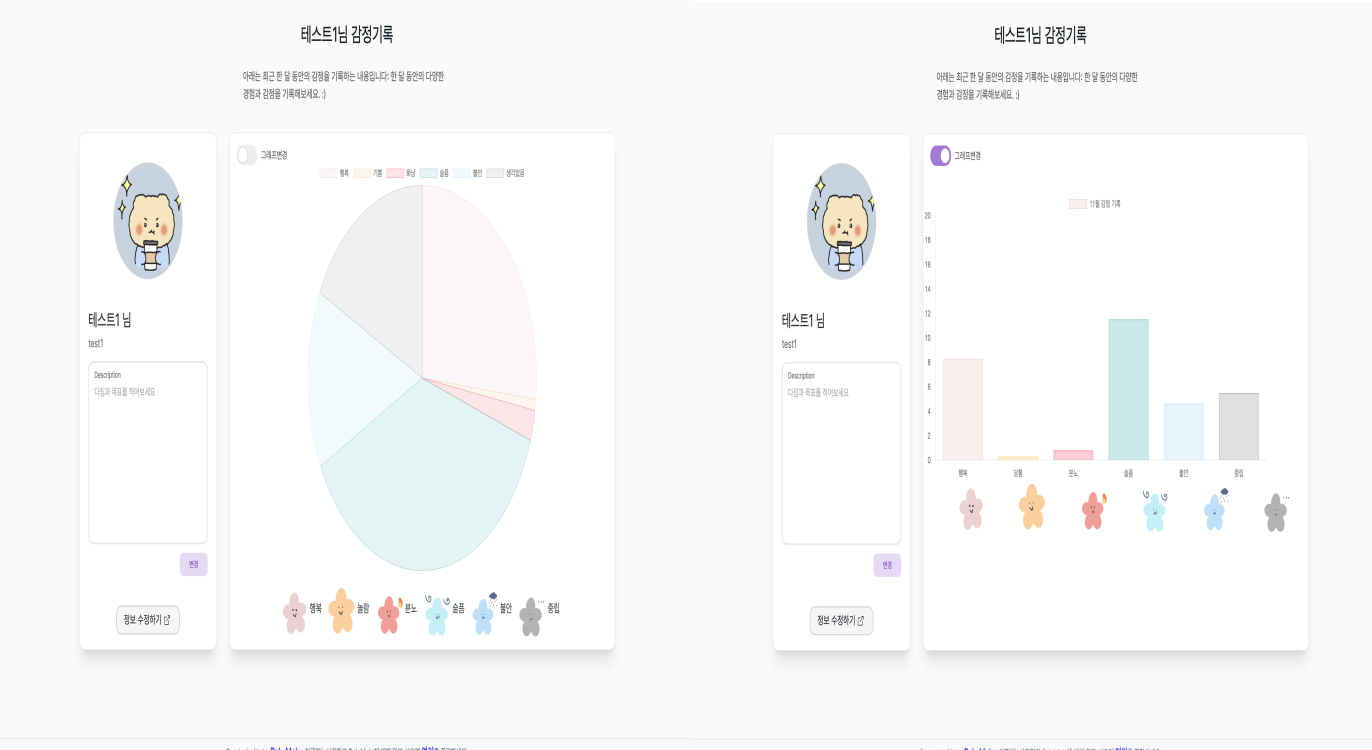 테스트1님 감정기록
아래는 최근 한 달 동안의 감정을 기록하는 내용입니다: 한 달 동안의 다양한
경험과 감정을 기록해보세요. :)
테스트1 님
test1
Description
다짐과 목표를 적어보세요
변경
정보 수정하기
그래프변경
행복 기쁨 화남 슬픔 불안 생각없음
행복 놀람 분노 슬픔 불안 중립
테스트1님 감정기록
아래는 최근 한 달 동안의 감정을 기록하는 내용입니다: 한 달 동안의 다양한
경험과 감정을 기록해보세요. :)
테스트1 님
test1
Description
다짐과 목표를 적어보세요
변경
정보 수정하기
그래프변경
11월 감정 기록
20
18
16
14
12
10
8
6
4
2
0
행복 당황 분노 슬픔 불안 중립